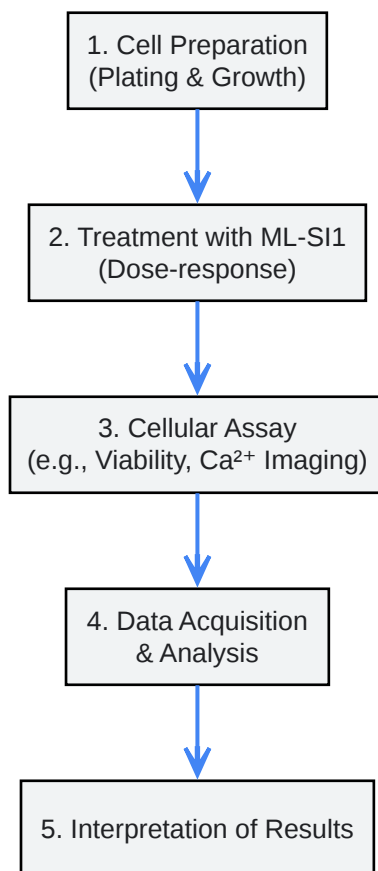 1. Cell Preparation
(Plating & Growth)
2. Treatment with ML-SI1
(Dose-response)
3. Cellular Assay
(e.g., Viability, Ca²⁺ Imaging)
4. Data Acquisition
& Analysis
5. Interpretation of Results